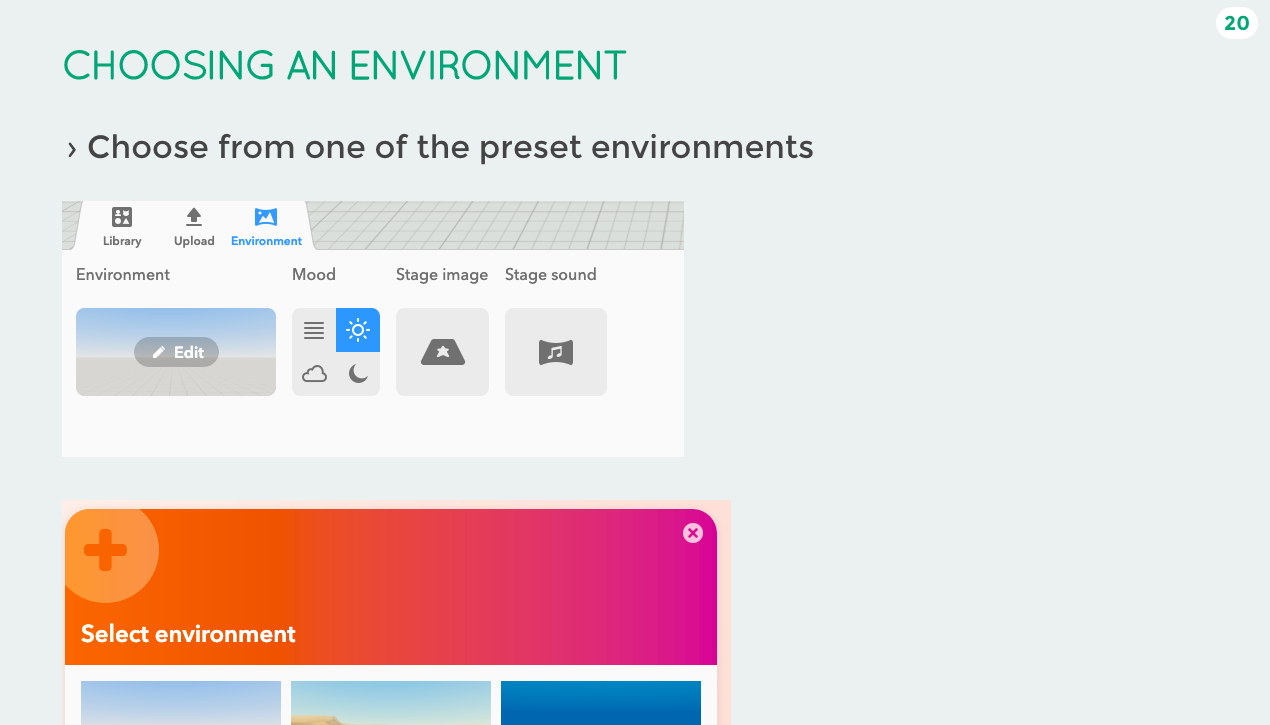 20
CHOOSING AN ENVIRONMENT
› Choose from one of the preset environments
Library Upload Environment
Environment Mood Stage image Stage sound
Edit
Select environment